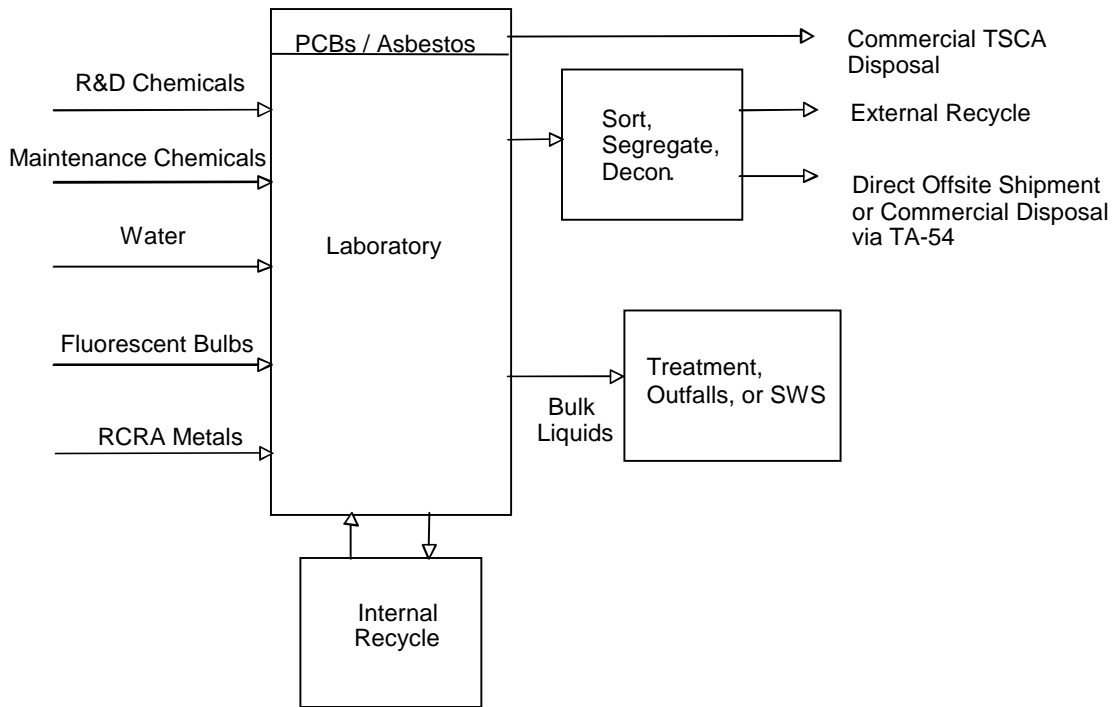 PCBs / Asbestos
Commercial TSCA
Disposal
R&D Chemicals
External Recycle
Sort,
Segregate,
Decon.
Maintenance Chemicals
Direct Offsite Shipment
or Commercial Disposal
via TA-54
Water
Laboratory
Fluorescent Bulbs
Treatment,
Outfalls, or SWS
Bulk
Liquids
RCRA Metals
Internal
Recycle